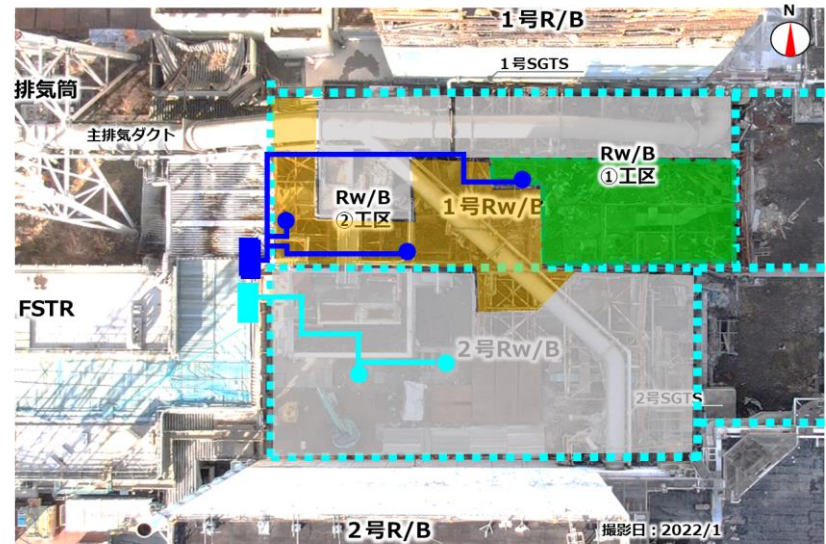 1号R/B
N
1号SGTS
排気筒
主排気ダクト
Rw/B
①工区
Rw/B
②工区
1号Rw/B
FSTR
2号Rw/B
2号SGTS
2号R/B
撮影日:2022/1